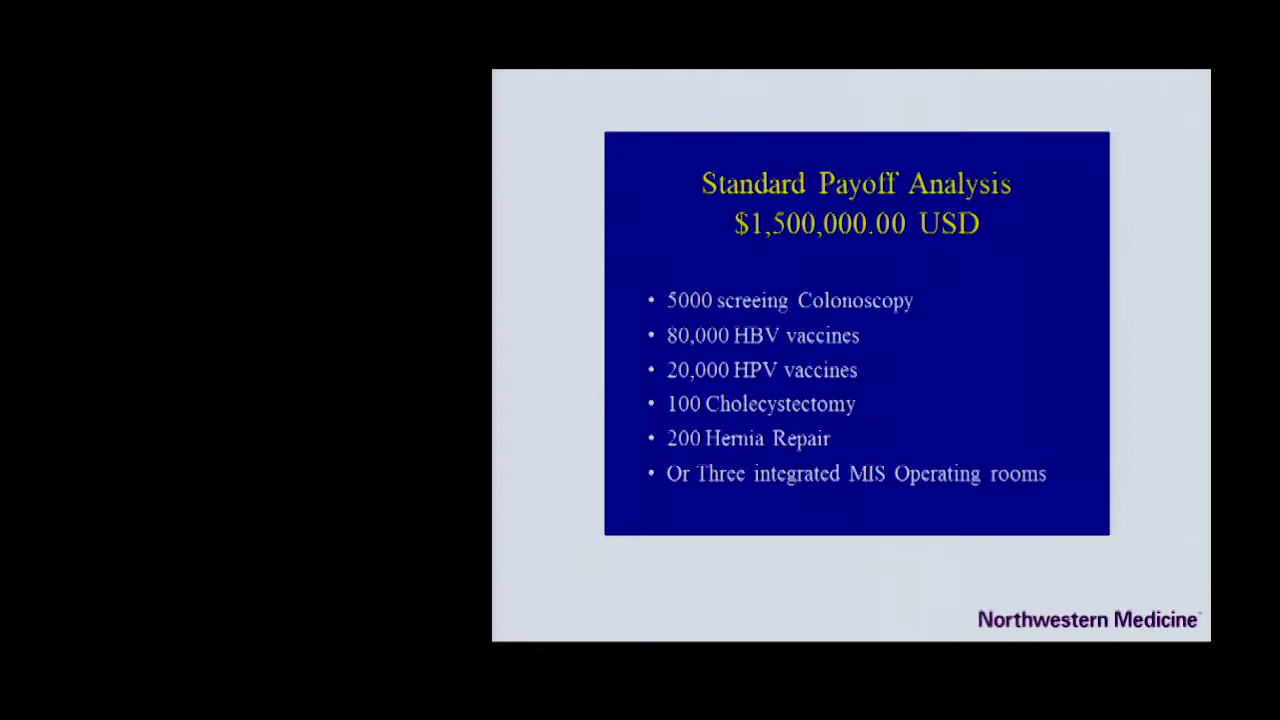 Standard Payoff Analysis
$1,500,000.00 USD
• 5000 screeing Colonoscopy
• 80,000 HBV vaccines
• 20,000 HPV vaccines
• 100 Cholecystectomy
• 200 Hernia Repair
• Or Three integrated MIS Operating rooms
Northwestern Medicine